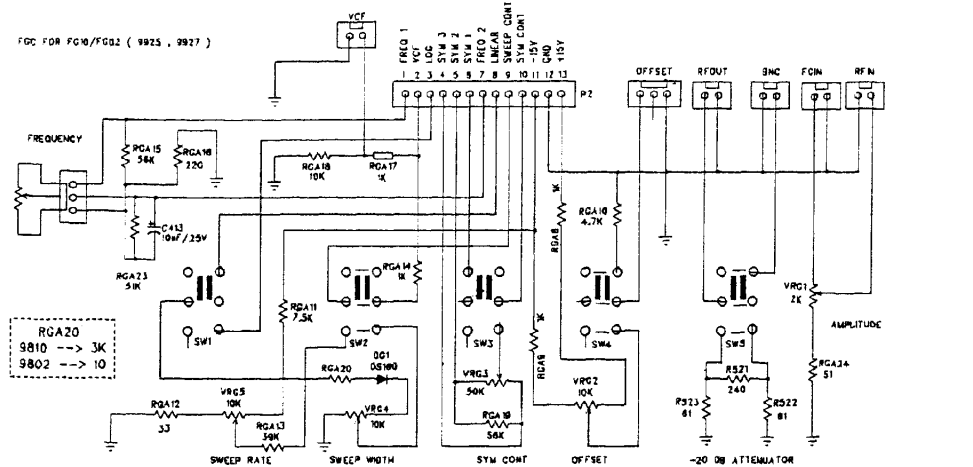 FGC FOR FG10/FG02 ( 9925 , 9927 )
VCF
FREQ 1
VCF
LOG
SYM 3
SYM 2
SYM 1
FREQ 2
LINEAR
SWEEP CONT
SYM CONT
-15V
GND
+15V
1 2 3 4 5 6 7 8 9 10 11 12 13
P2
OFFSET
RFOUT
BNC
FCIN
RFIN
FREQUENCY
RGA15
56K
RGA16
220
RGA18
10K
RGA17
1K
C413
10uF/25V
RGA23
51K
RGA14
1K
1K
RGA8
RGA10
4.7K
RGA11
7.5K
VRG1
2K
AMPLITUDE
RGA20
9810 --> 3K
9802 --> 10
SW1
SW2
SW3
SW4
SW5
1K
RGA9
RGA20
DG1
DS160
VRG3
50K
VRG2
10K
R521
240
RGA24
51
RGA12
33
VRG5
10K
RGA13
39K
VRG4
10K
RGA19
56K
R523
61
R522
61
SWEEP RATE
SWEEP WIDTH
SYM CONT
OFFSET
-20 DB ATTENUATOR